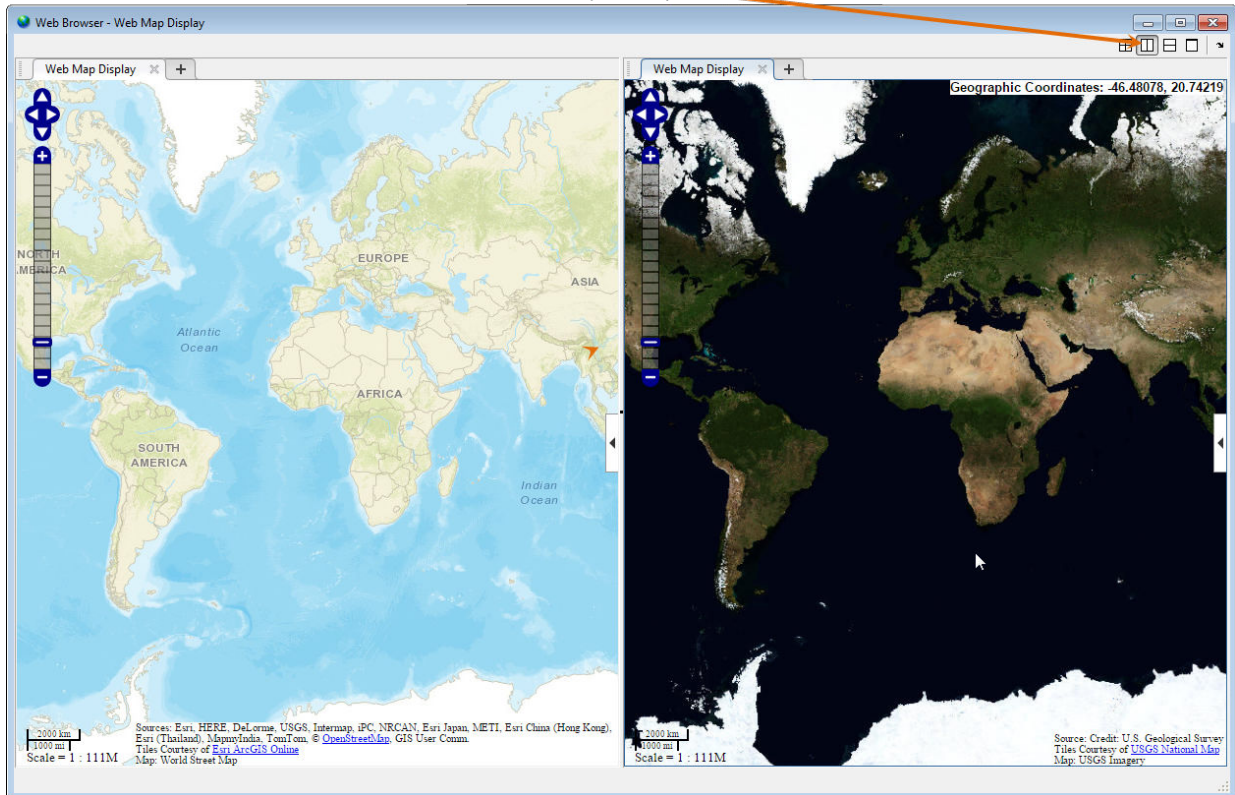 Web Browser - Web Map Display
Web Map Display
NORTH
AMERICA
EUROPE
ASIA
Atlantic
Ocean
AFRICA
SOUTH
AMERICA
Indian
Ocean
2000 km
1000 mi
Scale = 1 : 111M
Sources: Esri, HERE, DeLorme, USGS, Intermap, iPC, NRCAN, Esri Japan, METI, Esri China (Hong Kong),
Esri (Thailand), MapmyIndia, TomTom, © OpenStreetMap, GIS User Comm.
Tiles Courtesy of Esri ArcGIS Online
Map: World Street Map
Web Map Display
Geographic Coordinates: -46.48078, 20.74219
2000 km
1000 mi
Scale = 1 : 111M
Source: Credit: U.S. Geological Survey
Tiles Courtesy of USGS National Map
Map: USGS Imagery